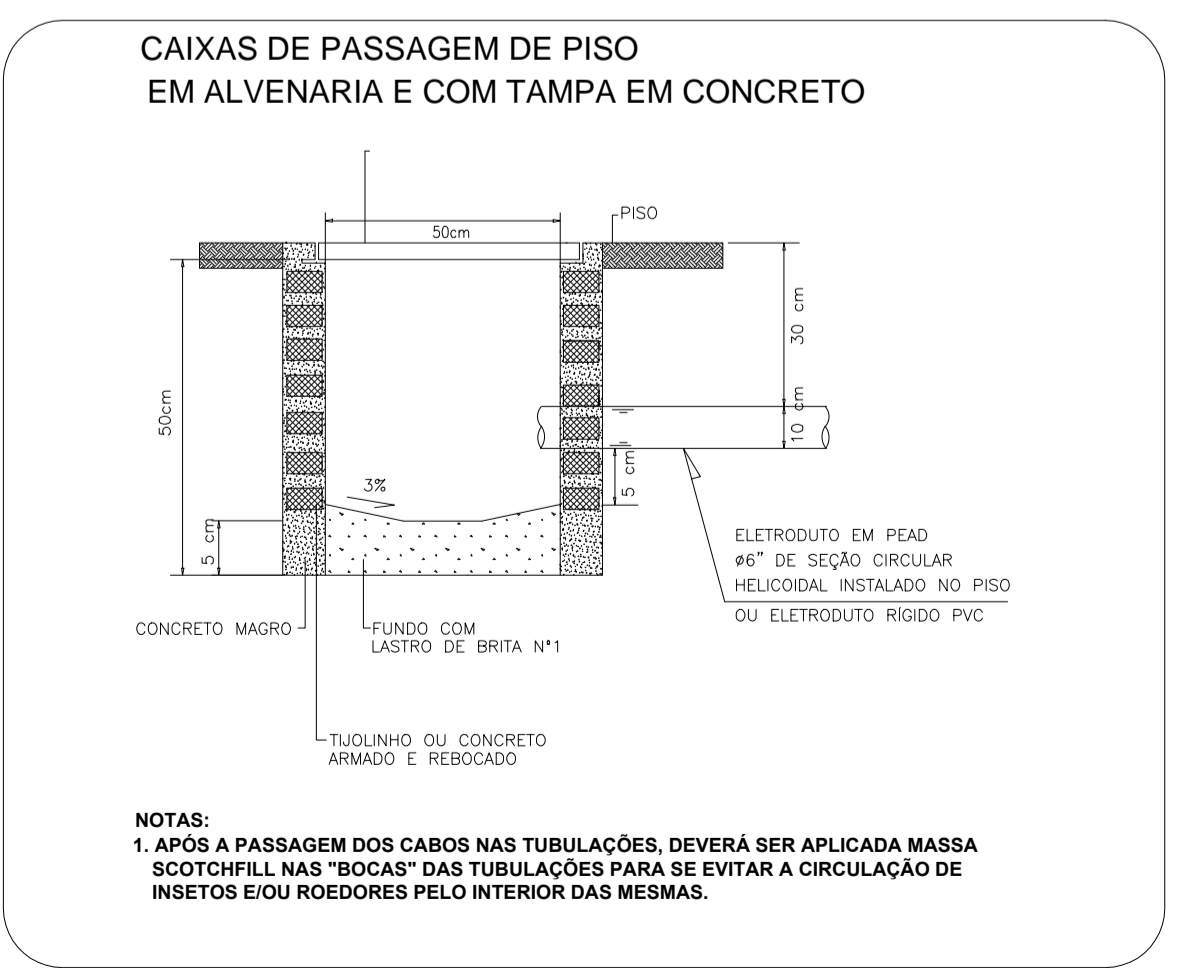 CAIXAS DE PASSAGEM DE PISO
EM ALVENARIA E COM TAMPA EM CONCRETO
50cm
PISO
30 cm
50cm
10 cm
5 cm
3%
5 cm
ELETRODUTO EM PEAD
ø6" DE SEÇÃO CIRCULAR
HELICOIDAL INSTALADO NO PISO
OU ELETRODUTO RÍGIDO PVC
CONCRETO MAGRO
FUNDO COM
LASTRO DE BRITA N°1
TIJOLINHO OU CONCRETO
ARMADO E REBOCADO
NOTAS:
1. APÓS A PASSAGEM DOS CABOS NAS TUBULAÇÕES, DEVERÁ SER APLICADA MASSA
SCOTCHFILL NAS "BOCAS" DAS TUBULAÇÕES PARA SE EVITAR A CIRCULAÇÃO DE
INSETOS E/OU ROEDORES PELO INTERIOR DAS MESMAS.